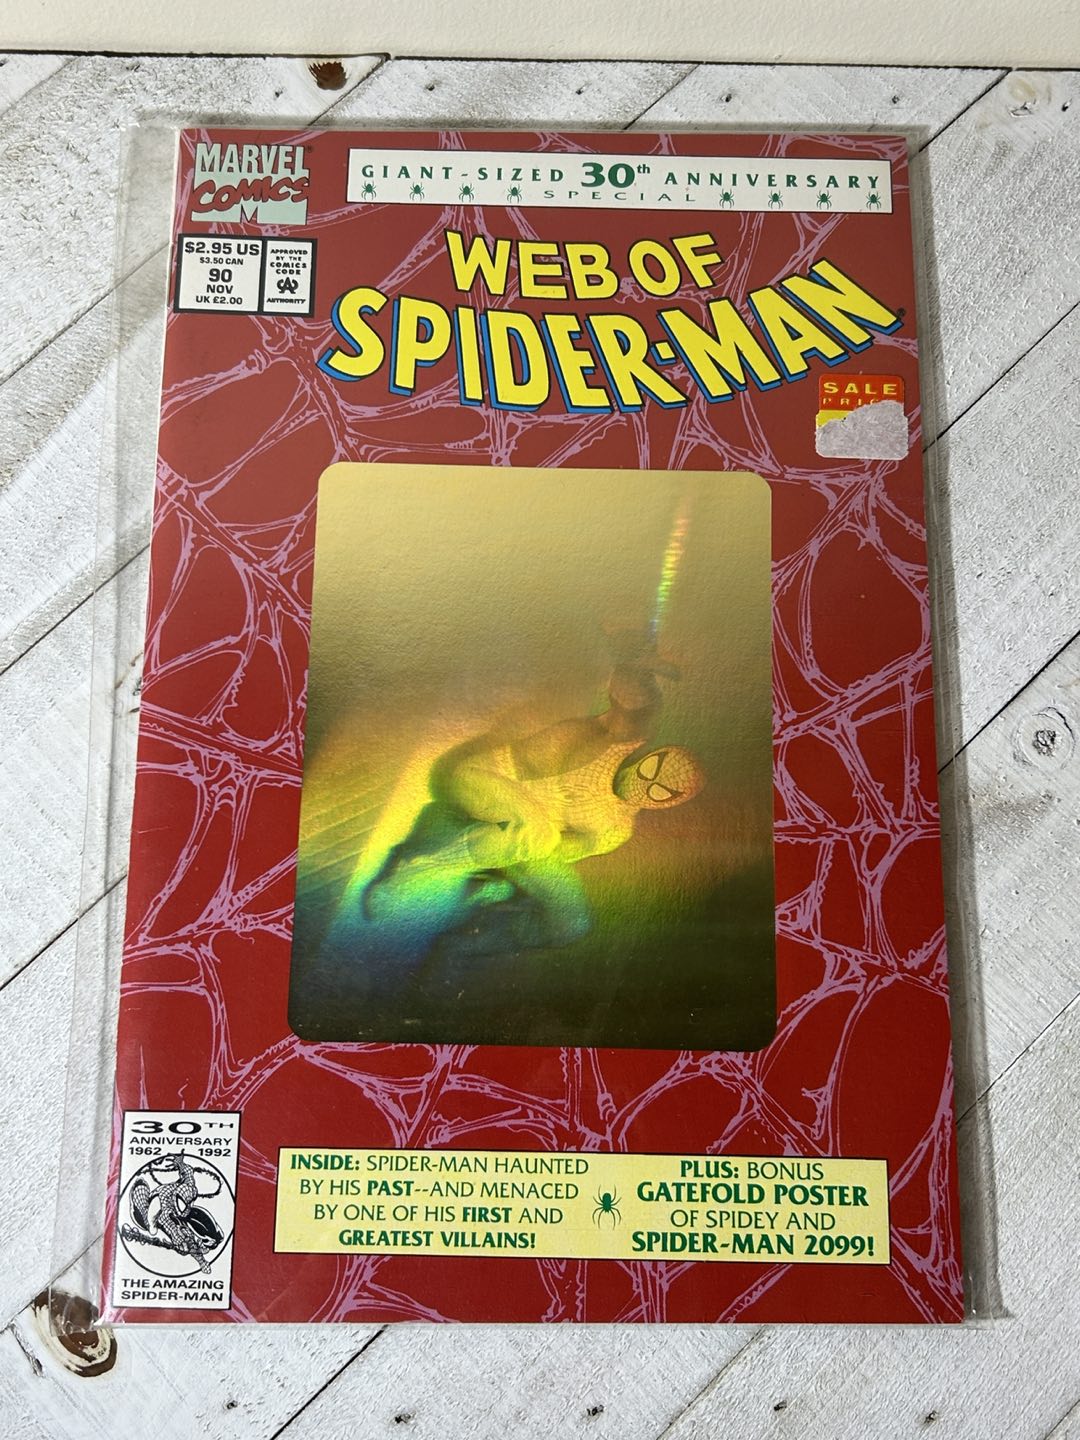 MARVEL
COMICS
M
GIANT-SIZED 30th ANNIVERSARY
SPECIAL
$2.95 US
$3.50 CAN
90
NOV
UK £2.00
APPROVED
BY THE
COMICS
CODE
CA
AUTHORITY
WEB OF
SPIDER-MAN®
SALE
PRICE
30TH
ANNIVERSARY
1962 1992
THE AMAZING
SPIDER-MAN
INSIDE: SPIDER-MAN HAUNTED
BY HIS PAST--AND MENACED
BY ONE OF HIS FIRST AND
GREATEST VILLAINS!
PLUS: BONUS
GATEFOLD POSTER
OF SPIDEY AND
SPIDER-MAN 2099!